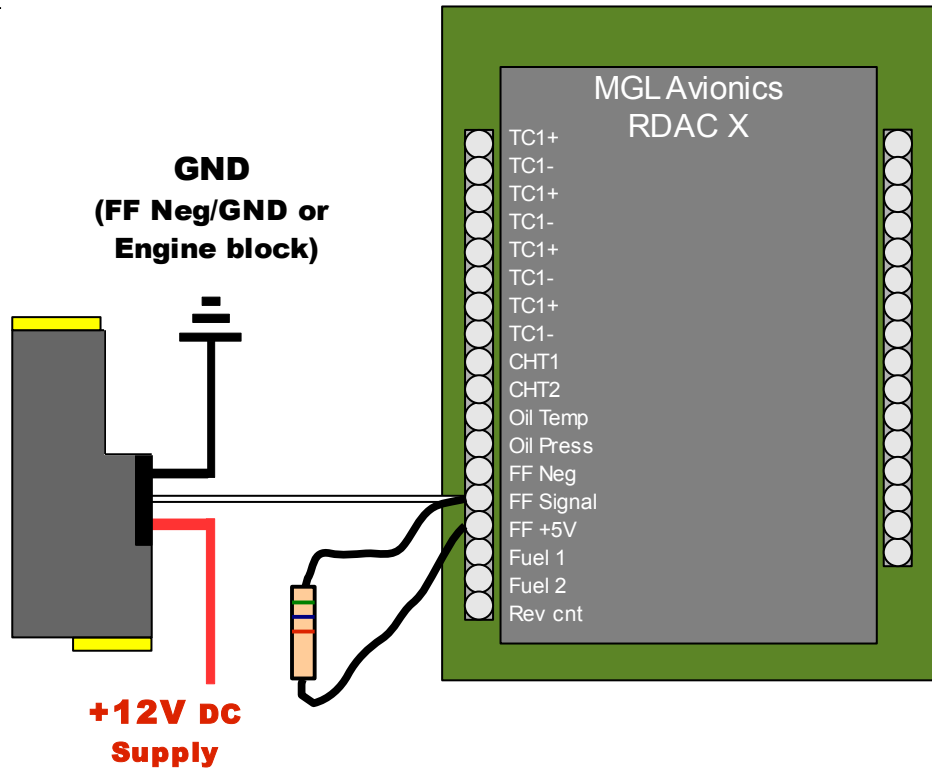 GND
(FF Neg/GND or
Engine block)
+12V DC
Supply
MGL Avionics
RDAC X
TC1+
TC1-
TC1+
TC1-
TC1+
TC1-
TC1+
TC1-
CHT1
CHT2
Oil Temp
Oil Press
FF Neg
FF Signal
FF +5V
Fuel 1
Fuel 2
Rev cnt